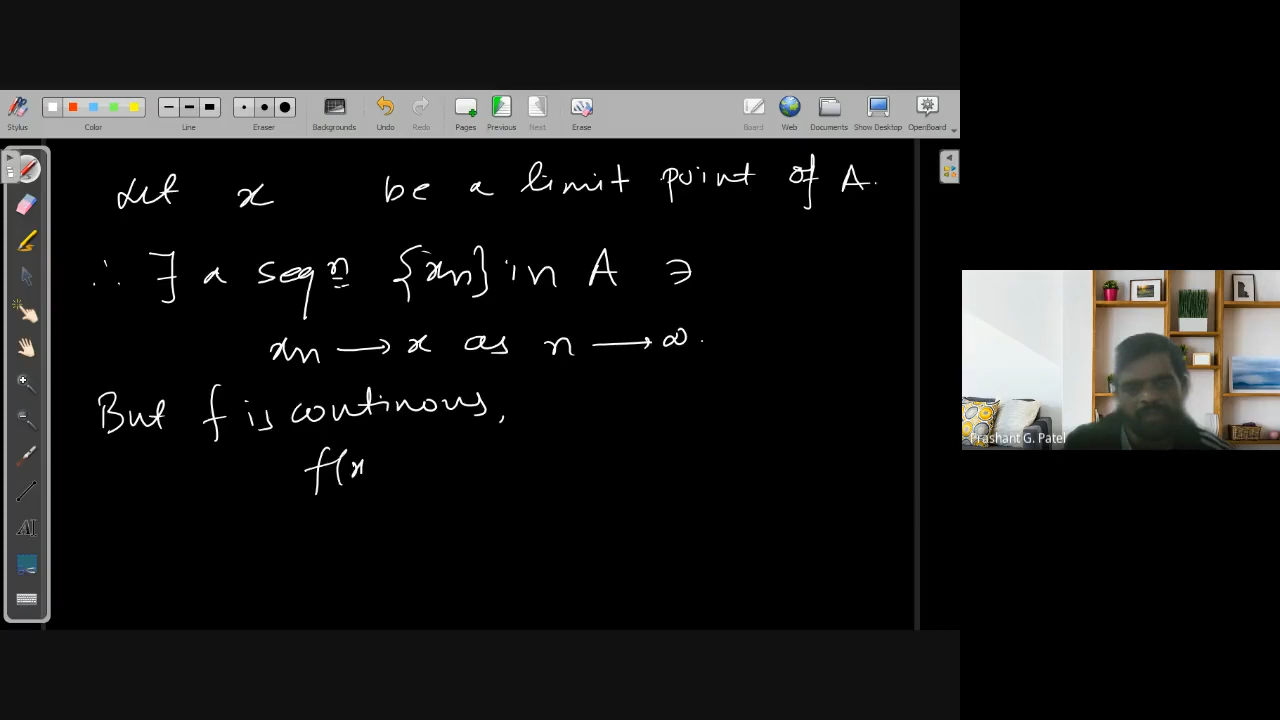 Stylus Color Line Eraser Backgrounds Undo Redo Pages Previous Next Erase Board Web Documents Show Desktop OpenBoard
Let x be a limit point of A.
∴ ∃ a seqn {xn} in A ∋
xn → x as n → ∞.
But f is continous,
f(x
Prashant G. Patel